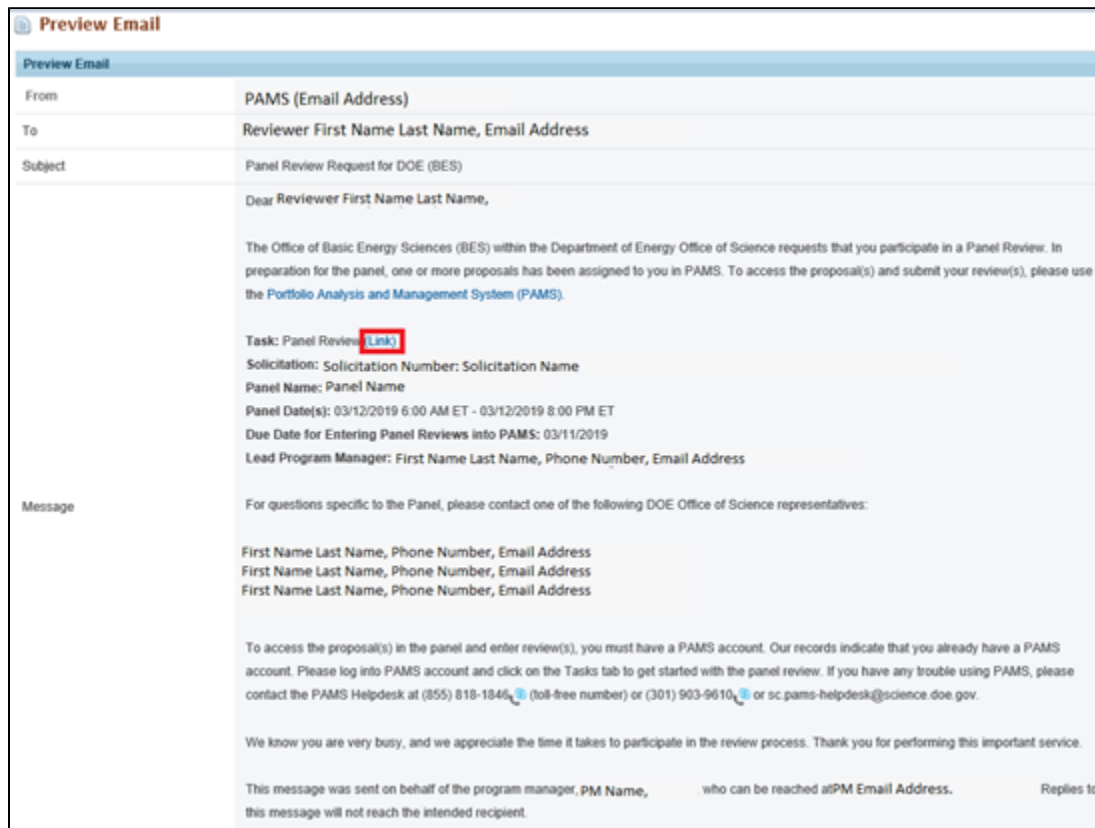 Preview Email
Preview Email
From PAMS (Email Address)
To Reviewer First Name Last Name, Email Address
Subject Panel Review Request for DOE (BES)
Dear Reviewer First Name Last Name,
The Office of Basic Energy Sciences (BES) within the Department of Energy Office of Science requests that you participate in a Panel Review. In
preparation for the panel, one or more proposals has been assigned to you in PAMS. To access the proposal(s) and submit your review(s), please use
the Portfolio Analysis and Management System (PAMS).
Task: Panel Review (Link)
Solicitation: Solicitation Number: Solicitation Name
Panel Name: Panel Name
Panel Date(s): 03/12/2019 6:00 AM ET - 03/12/2019 8:00 PM ET
Due Date for Entering Panel Reviews into PAMS: 03/11/2019
Lead Program Manager: First Name Last Name, Phone Number, Email Address
Message For questions specific to the Panel, please contact one of the following DOE Office of Science representatives:
First Name Last Name, Phone Number, Email Address
First Name Last Name, Phone Number, Email Address
First Name Last Name, Phone Number, Email Address
To access the proposal(s) in the panel and enter review(s), you must have a PAMS account. Our records indicate that you already have a PAMS
account. Please log into PAMS account and click on the Tasks tab to get started with the panel review. If you have any trouble using PAMS, please
contact the PAMS Helpdesk at (855) 818-1846 (toll-free number) or (301) 903-9610 or sc.pams-helpdesk@science.doe.gov.
We know you are very busy, and we appreciate the time it takes to participate in the review process. Thank you for performing this important service.
This message was sent on behalf of the program manager, PM Name, who can be reached atPM Email Address. Replies to
this message will not reach the intended recipient.